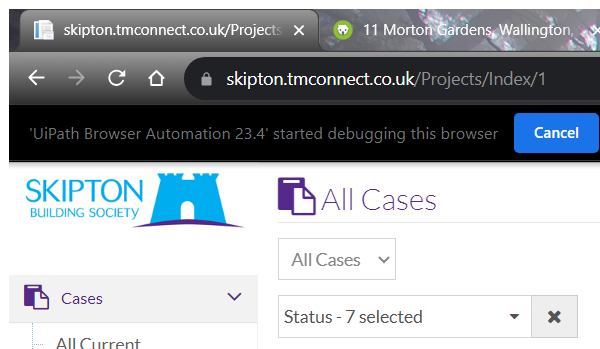 skipton.tmconnect.co.uk/Projects
11 Morton Gardens, Wallington,
skipton.tmconnect.co.uk/Projects/Index/1
'UiPath Browser Automation 23.4' started debugging this browser
Cancel
SKIPTON
BUILDING SOCIETY
All Cases
All Cases
Cases
Status - 7 selected
All Current